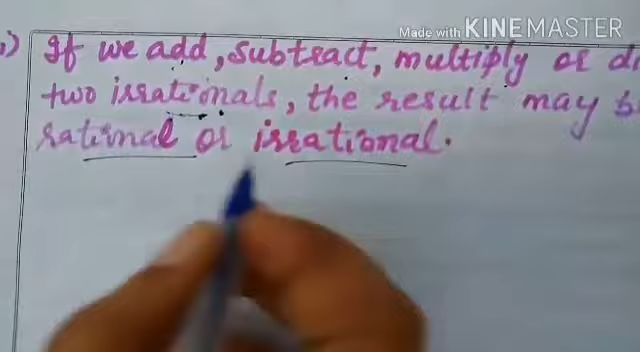 Made with KINEMASTER
If we add, subtract, multiply or
two irrationals, the result may
rational or irrational.